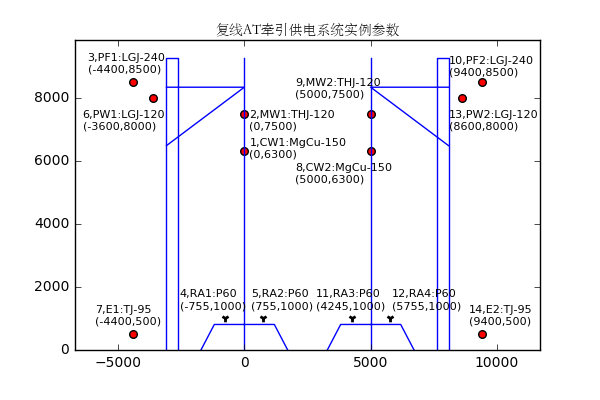 复线AT牵引供电系统实例参数
3,PF1:LGJ-240
(-4400,8500)
10,PF2:LGJ-240
(9400,8500)
9,MW2:THJ-120
(5000,7500)
6,PW1:LGJ-120
(-3600,8000)
2,MW1:THJ-120
(0,7500)
13,PW2:LGJ-120
(8600,8000)
1,CW1:MgCu-150
(0,6300)
8,CW2:MgCu-150
(5000,6300)
4,RA1:P60
(-755,1000)
5,RA2:P60
(755,1000)
11,RA3:P60
(4245,1000)
12,RA4:P60
(5755,1000)
7,E1:TJ-95
(-4400,500)
14,E2:TJ-95
(9400,500)
8000
6000
4000
2000
0
−5000
0
5000
10000